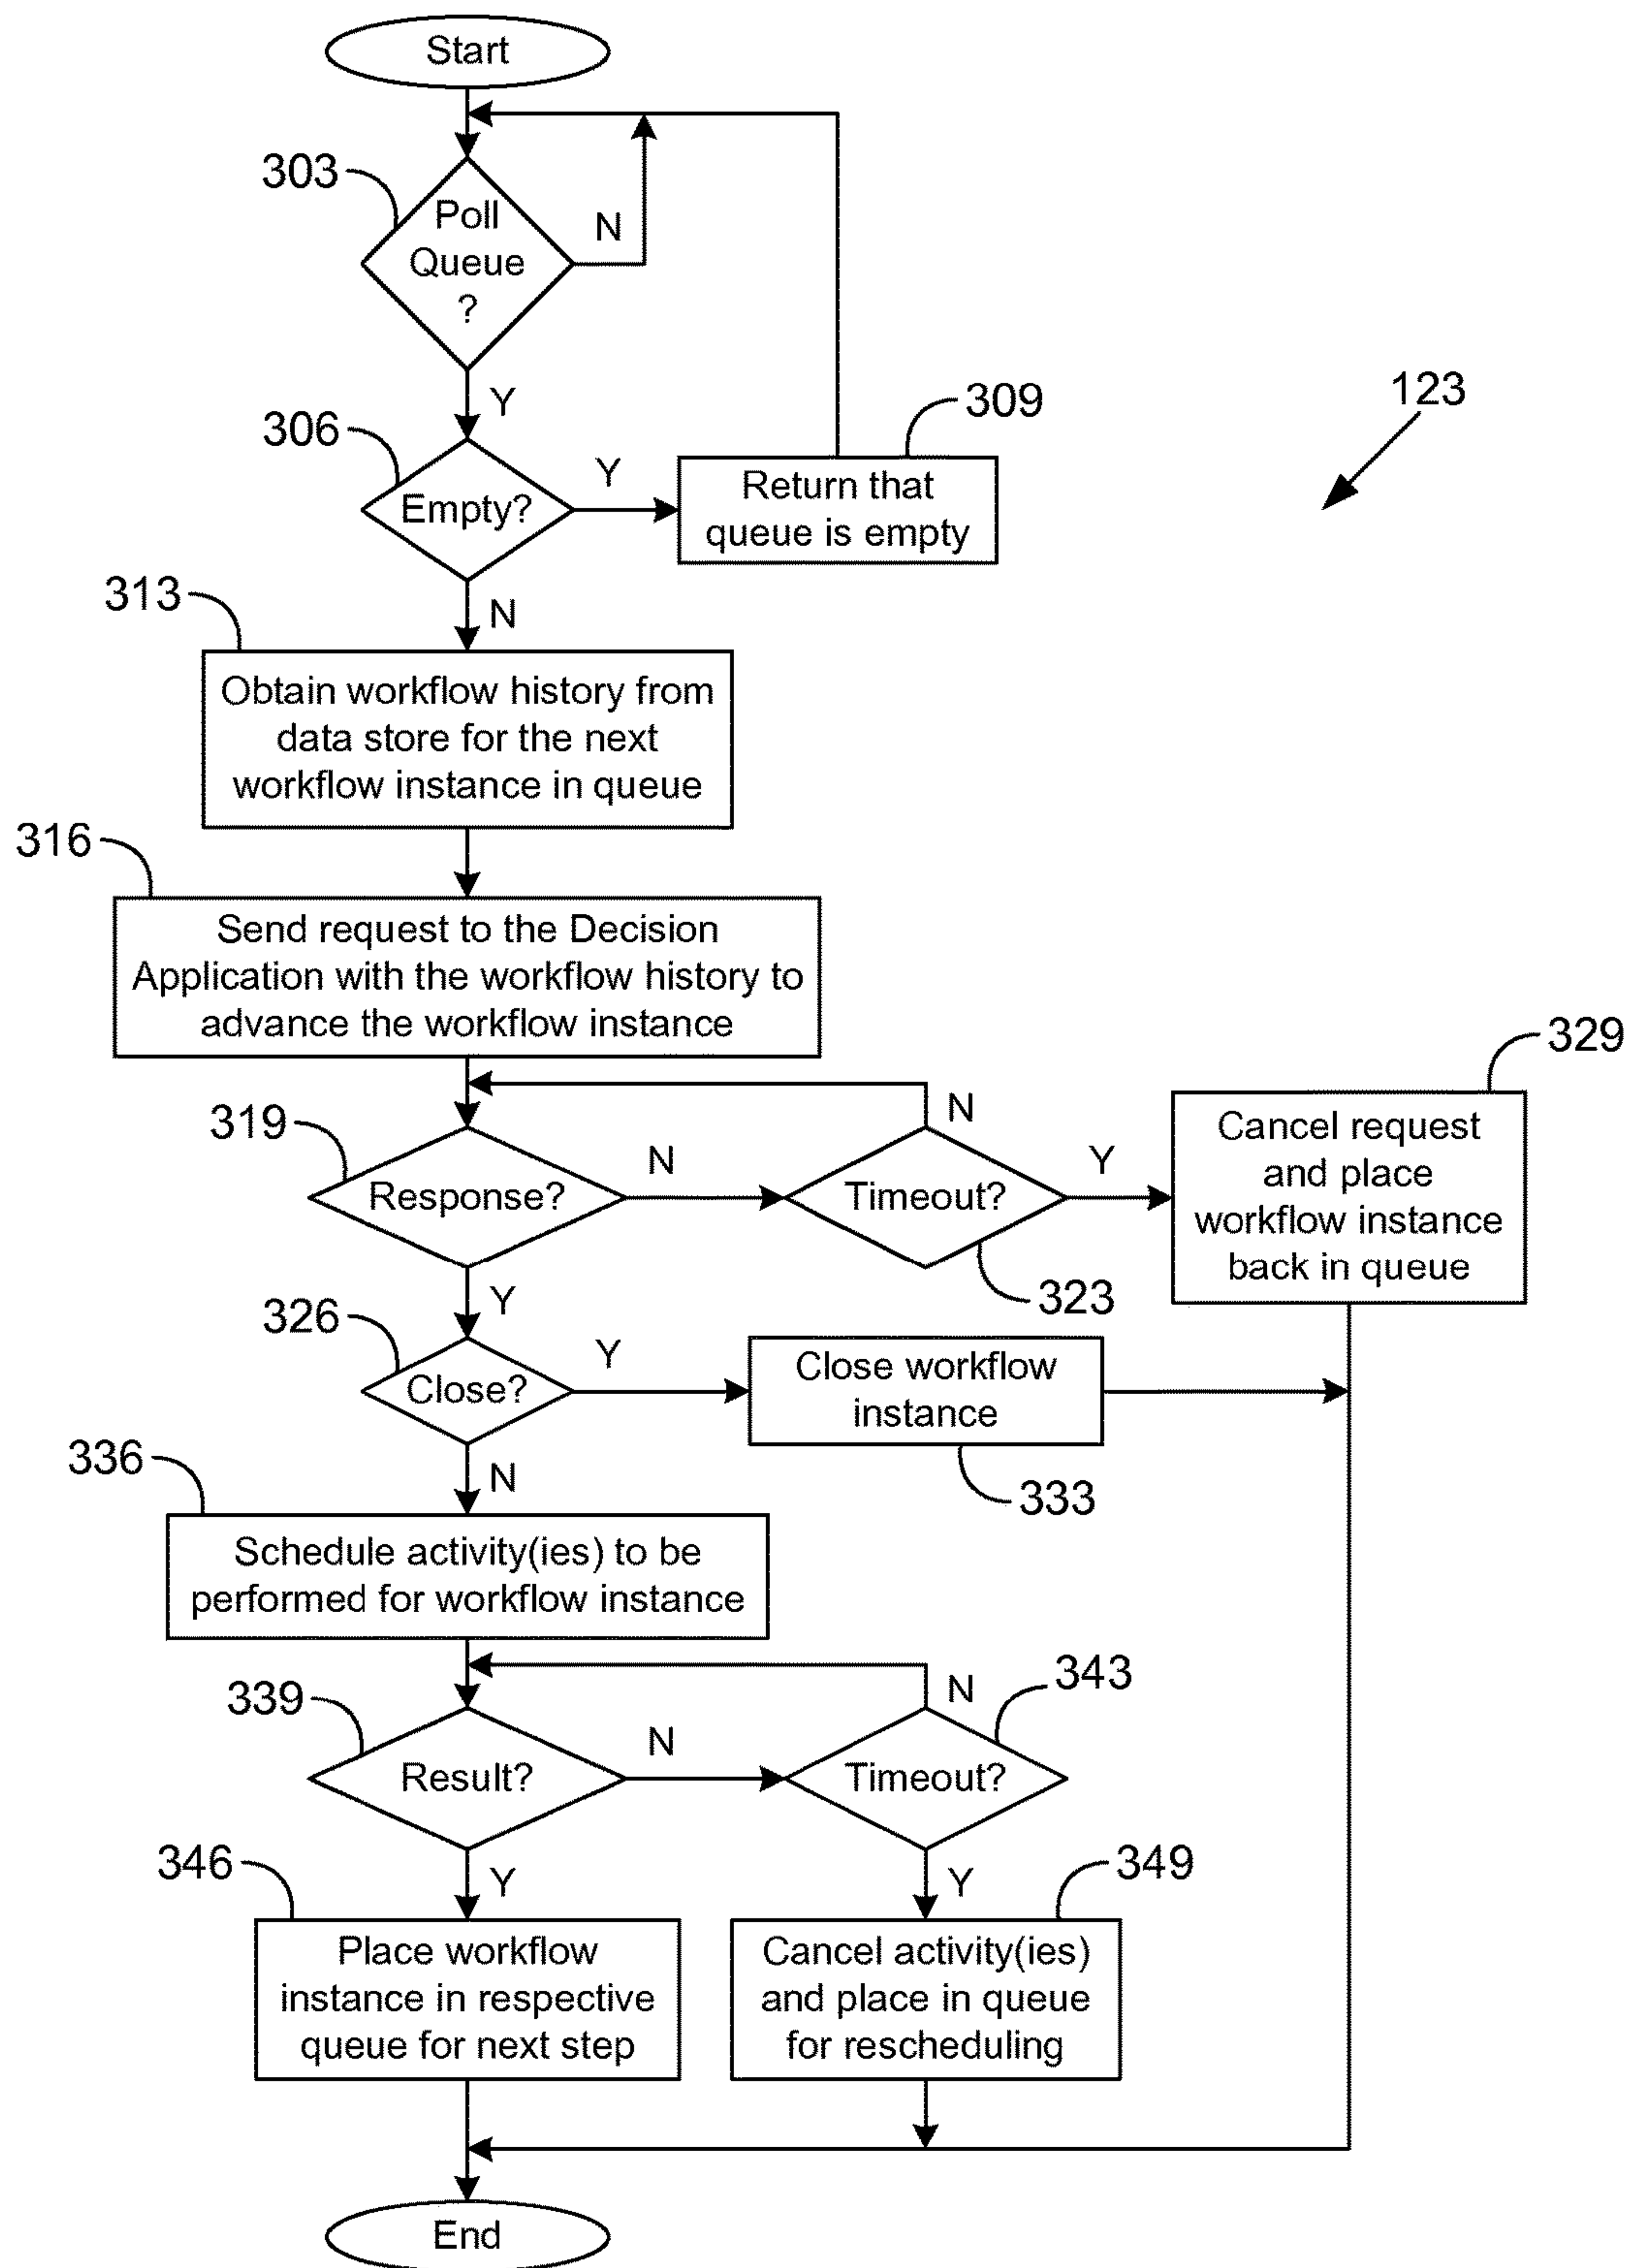 Start
303
Poll
Queue
?
N
Y
306
Empty?
Y
309
Return that
queue is empty
123
N
313
Obtain workflow history from
data store for the next
workflow instance in queue
316
Send request to the Decision
Application with the workflow history to
advance the workflow instance
319
Response?
N
Timeout?
N
Y
323
329
Cancel request
and place
workflow instance
back in queue
Y
326
Close?
Y
Close workflow
instance
333
N
336
Schedule activity(ies) to be
performed for workflow instance
339
Result?
N
Timeout?
N
343
Y
346
Place workflow
instance in respective
queue for next step
Y
349
Cancel activity(ies)
and place in queue
for rescheduling
End